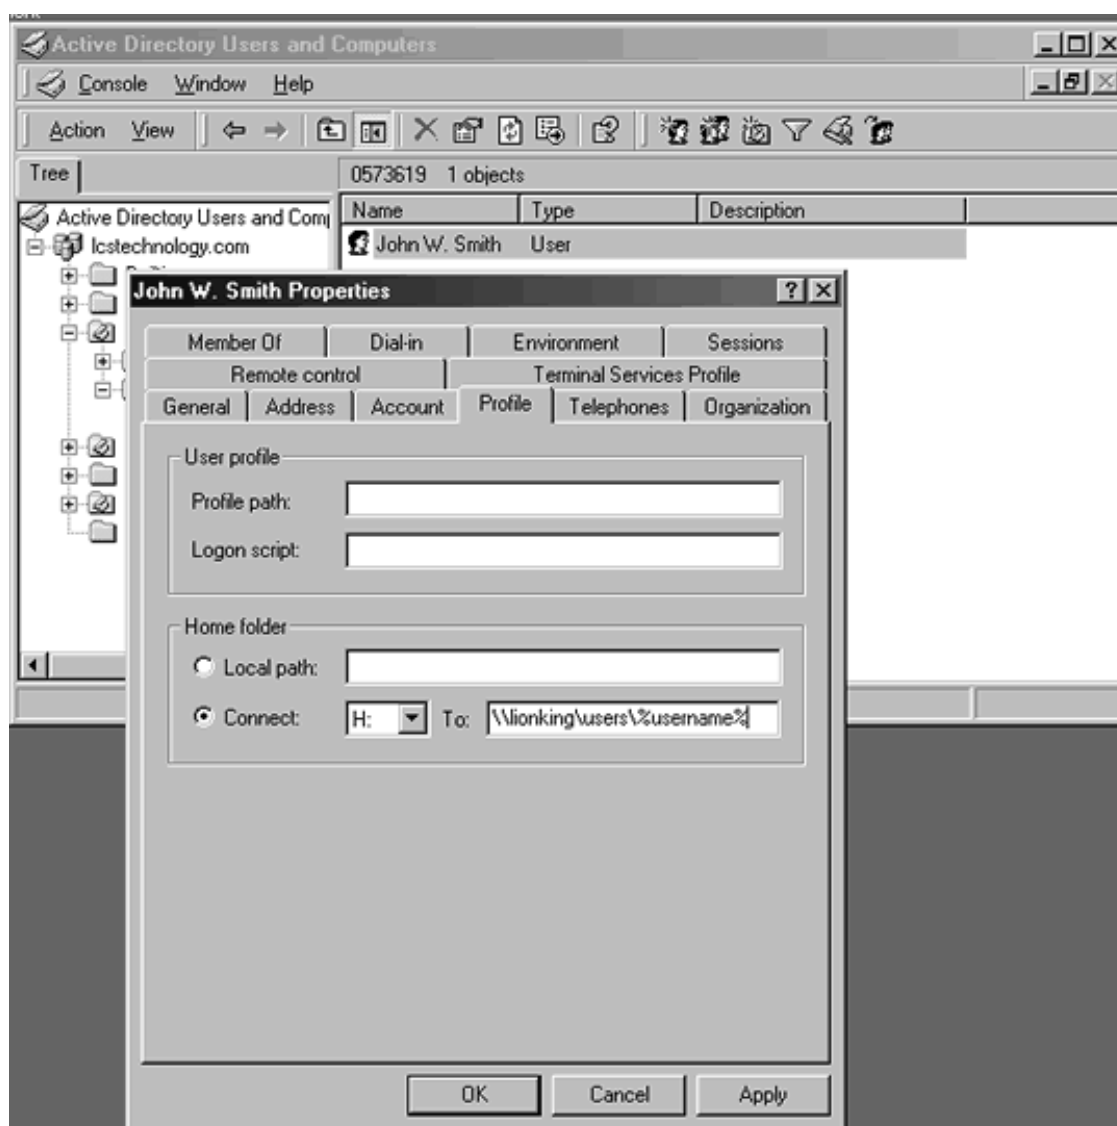 Active Directory Users and Computers
Console Window Help
Action View
Tree
0573619 1 objects
Name Type Description
Active Directory Users and Com
lcstechnology.com
John W. Smith User
John W. Smith Properties
Member Of Dial-in Environment Sessions
Remote control Terminal Services Profile
General Address Account Profile Telephones Organization
User profile
Profile path:
Logon script:
Home folder
Local path:
Connect: H: To: \\lionking\users\%username%
OK Cancel Apply